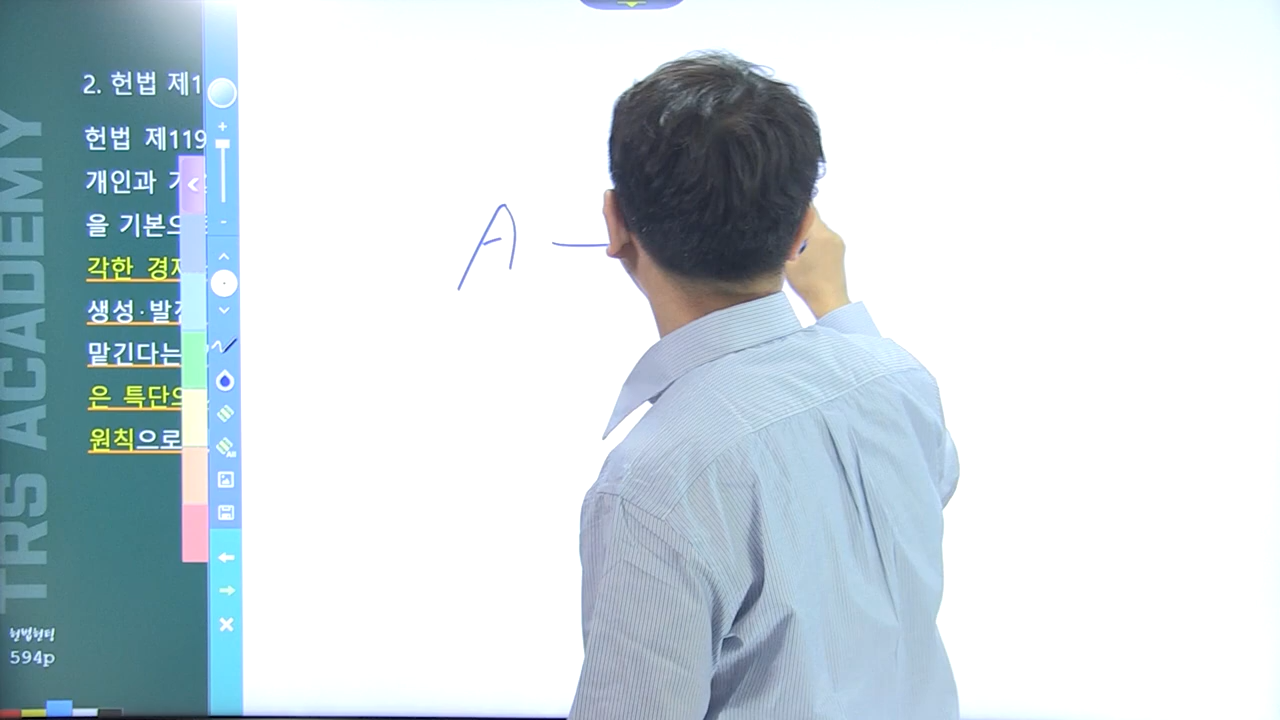 TRS ACADEMY
2. 헌법 제1
헌법 제119
개인과
을 기본으
각한 경제
생성·발전
맡긴다는
은 특단으
원칙으로
594p
All
A —